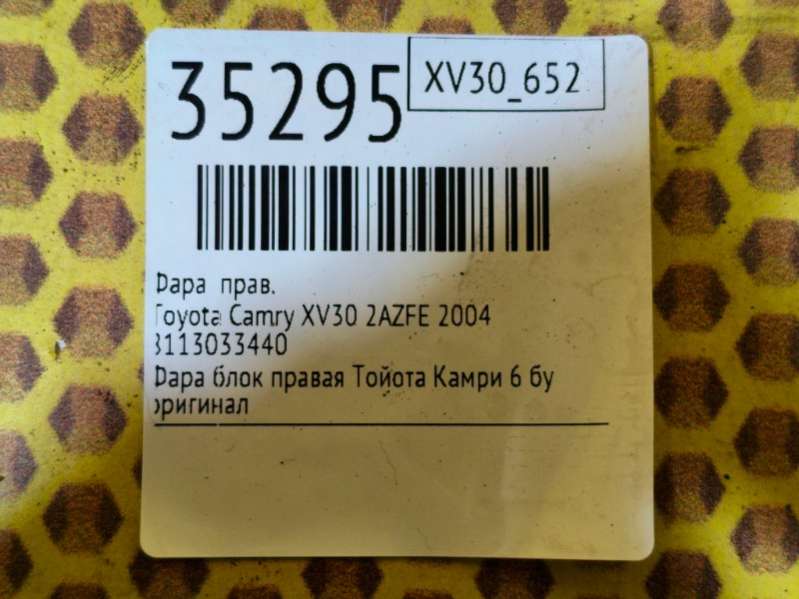 35295
XV30_652
Фара прав.
Toyota Camry XV30 2AZFE 2004
8113033440
Фара блок правая Тойота Камри 6 бу
оригинал